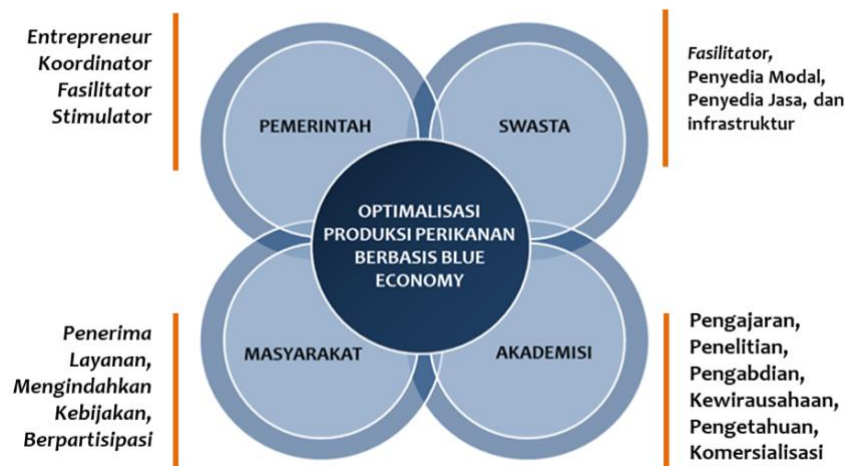 Entrepreneur
Koordinator
Fasilitator
Stimulator
PEMERINTAH
SWASTA
Fasilitator,
Penyedia Modal,
Penyedia Jasa, dan
infrastruktur
OPTIMALISASI
PRODUKSI PERIKANAN
BERBASIS BLUE
ECONOMY
Penerima
Layanan,
Mengindahkan
Kebijakan,
Berpartisipasi
MASYARAKAT
AKADEMISI
Pengajaran,
Penelitian,
Pengabdian,
Kewirausahaan,
Pengetahuan,
Komersialisasi